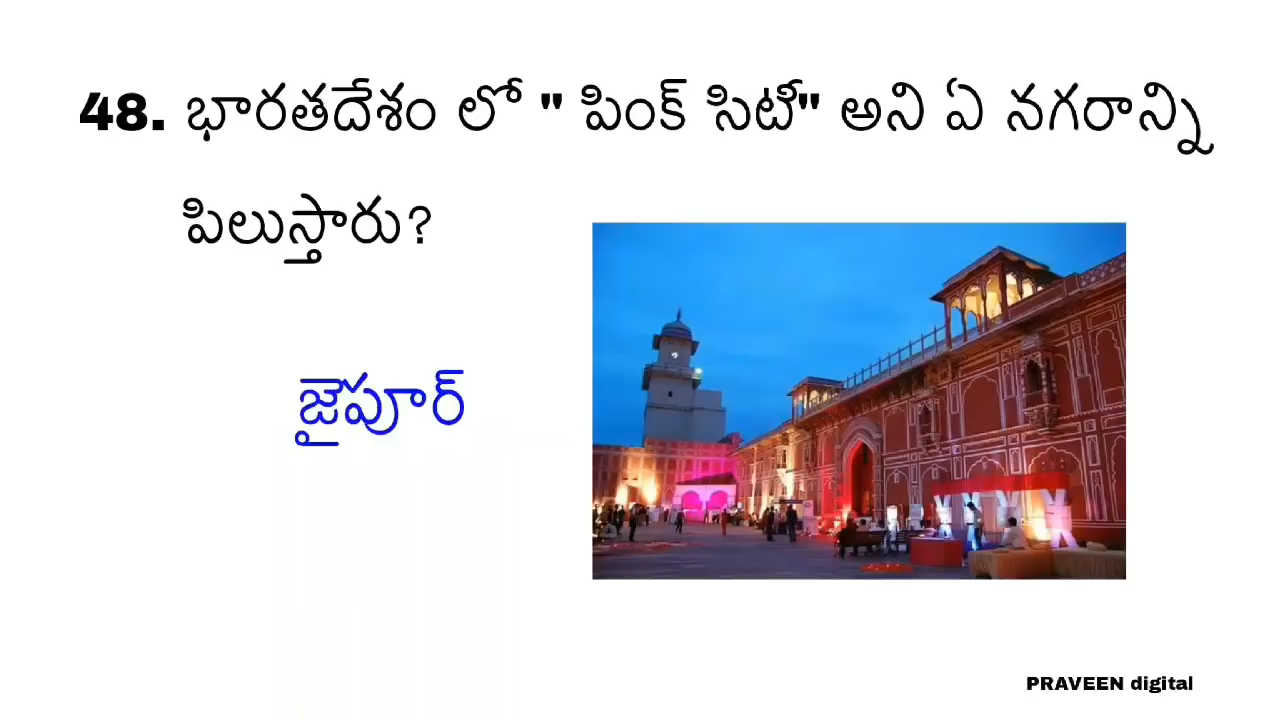 48. భారతదేశం లో " పింక్ సిటీ" అని ఏ నగరాన్ని
పిలుస్తారు?
జైపూర్
PRAVEEN digital